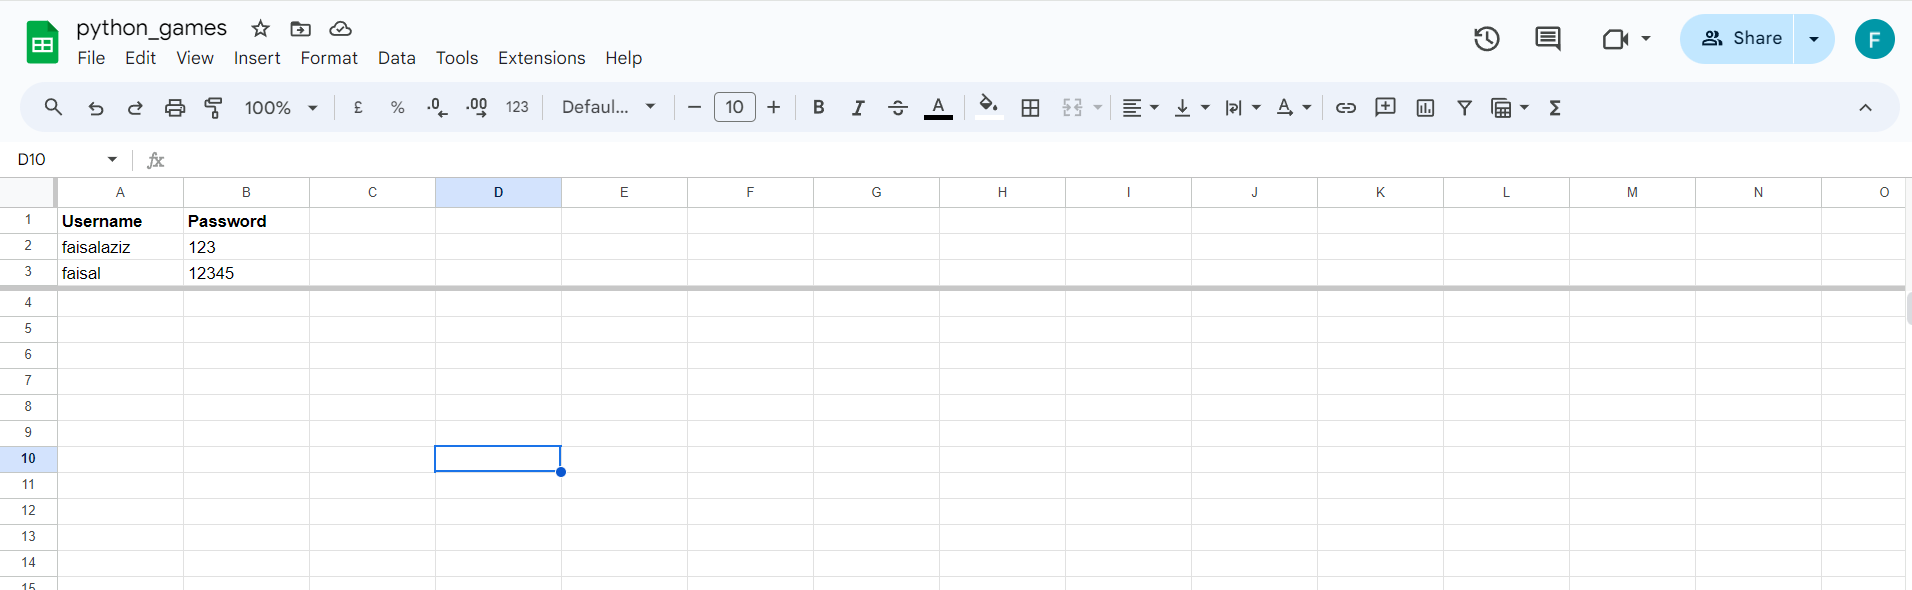 python_games
File Edit View Insert Format Data Tools Extensions Help
Share
F
100% £ % .0 .00 123 Defaul... 10 B I S A A Σ
D10 fx
A B C D E F G H I J K L M N O
1 Username Password
2 faisalaziz 123
3 faisal 12345
4
5
6
7
8
9
10
11
12
13
14
15